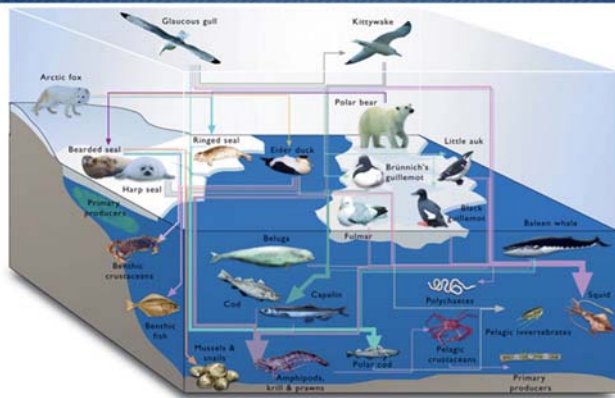 Glaucous gull
Kittywake
Arctic fox
Polar bear
Bearded seal
Ringed seal
Eider duck
Little auk
Harp seal
Brünnich's
guillemot
Primary
producers
Black
guillemot
Fulmar
Baleen whale
Beluga
Benthic
crustaceans
Cod
Capelin
Polychaetes
Squid
Benthic
fish
Pelagic
crustaceans
Pelagic invertebrates
Mussels &
snails
Amphipods,
krill & prawns
Polar cod
Primary
producers